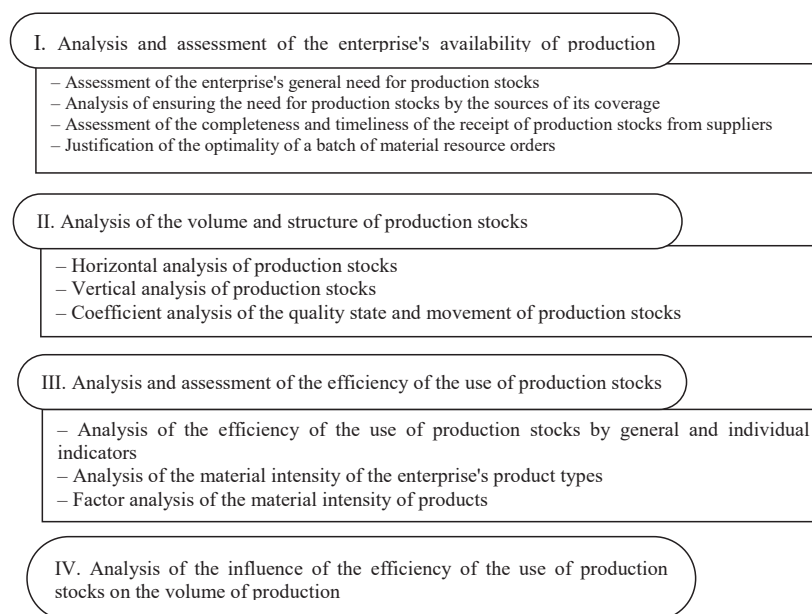 I. Analysis and assessment of the enterprise's availability of production
– Assessment of the enterprise's general need for production stocks
– Analysis of ensuring the need for production stocks by the sources of its coverage
– Assessment of the completeness and timeliness of the receipt of production stocks from suppliers
– Justification of the optimality of a batch of material resource orders
II. Analysis of the volume and structure of production stocks
– Horizontal analysis of production stocks
– Vertical analysis of production stocks
– Coefficient analysis of the quality state and movement of production stocks
III. Analysis and assessment of the efficiency of the use of production stocks
– Analysis of the efficiency of the use of production stocks by general and individual
indicators
– Analysis of the material intensity of the enterprise's product types
– Factor analysis of the material intensity of products
IV. Analysis of the influence of the efficiency of the use of production
stocks on the volume of production